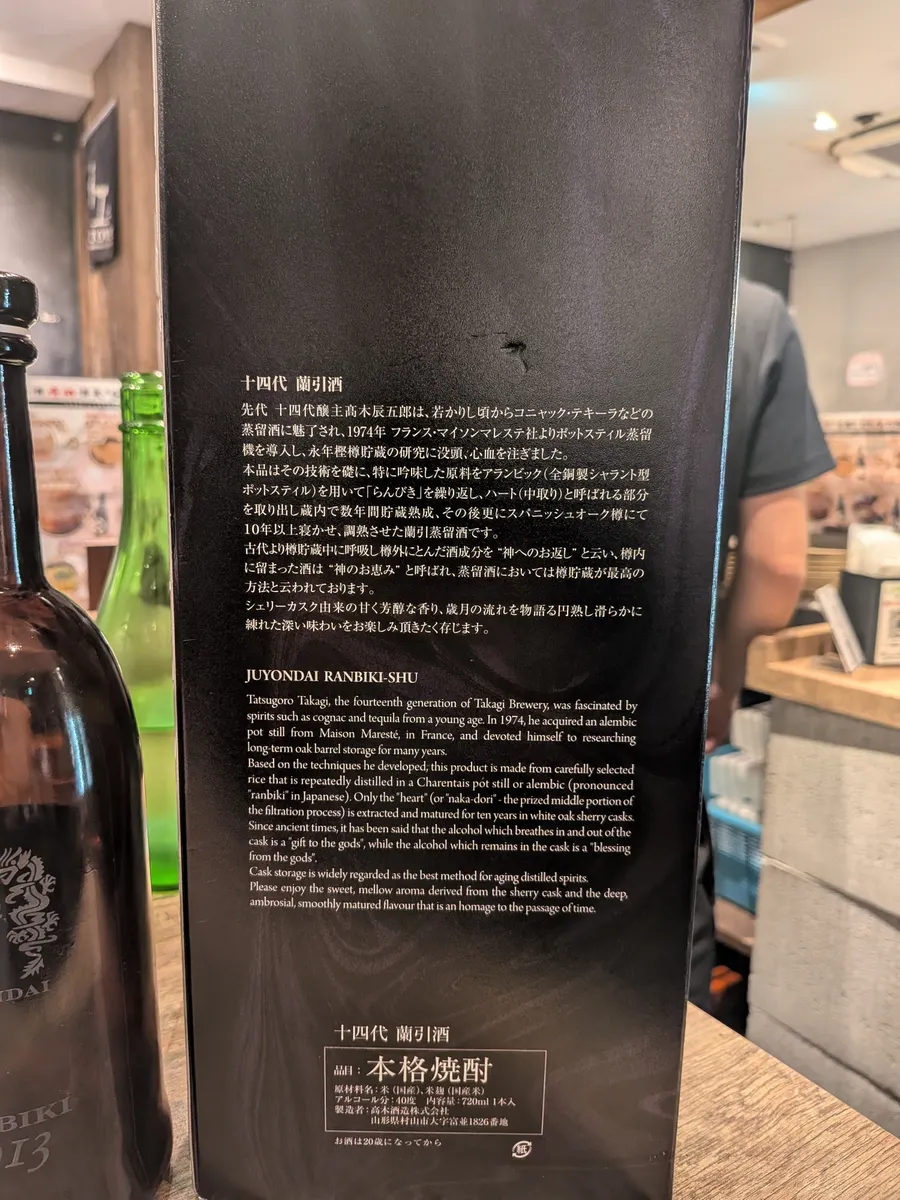 十四代 蘭引酒
先代 十四代醸主髙木辰五郎は、若かりし頃からコニャック・テキーラなどの
蒸留酒に魅了され、1974年 フランス・マイソンマレステ社よりポットスティル蒸留
機を導入し、永年樫樽貯蔵の研究に没頭、心血を注ぎました。
本品はその技術を礎に、特に吟味した原料をアランビック(全銅製シャラント型
ポットスティル)を用いて「らんびき」を繰り返し、ハート(中取り)と呼ばれる部分
を取り出し蔵内で数年間貯蔵熟成、その後更にスパニッシュオーク樽にて
10年以上寝かせ、調熟させた蘭引蒸留酒です。
古代より樽貯蔵中に呼吸し樽外にとんだ酒成分を “神へのお返し” と云い、樽内
に留まった酒は “神のお恵み” と呼ばれ、蒸留酒においては樽貯蔵が最高の
方法と云われております。
シェリーカスク由来の甘く芳醇な香り、歳月の流れを物語る円熟し滑らかに
練れた深い味わいをお楽しみ頂きたく存じます。
JUYONDAI RANBIKI-SHU
Tatsugoro Takagi, the fourteenth generation of Takagi Brewery, was fascinated by
spirits such as cognac and tequila from a young age. In 1974, he acquired an alembic
pot still from Maison Maresté, in France, and devoted himself to researching
long-term oak barrel storage for many years.
Based on the techniques he developed, this product is made from carefully selected
rice that is repeatedly distilled in a Charentais pot still or alembic (pronounced
"ranbiki" in Japanese). Only the "heart" (or "naka-dori" - the prized middle portion of
the filtration process) is extracted and matured for ten years in white oak sherry casks.
Since ancient times, it has been said that the alcohol which breathes in and out of the
cask is a "gift to the gods", while the alcohol which remains in the cask is a "blessing
from the gods".
Cask storage is widely regarded as the best method for aging distilled spirits.
Please enjoy the sweet, mellow aroma derived from the sherry cask and the deep,
ambrosial, smoothly matured flavour that is an homage to the passage of time.
十四代 蘭引酒
品目：本格焼酎
原材料名：米(国産)、米麹(国産米)
アルコール分：40度 内容量：720ml 1本入
製造者：高木酒造株式会社
山形県村山市大字富並1826番地
お酒は20歳になってから
紙
NDAI
BIKI
013